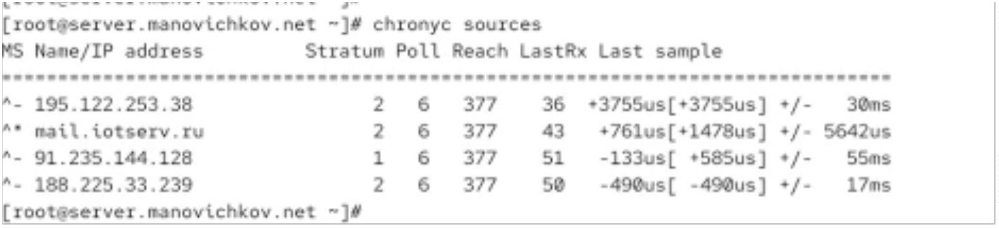 [root@server.manovichkov.net ~]# chronyc sources
MS Name/IP address         Stratum Poll Reach LastRx Last sample
===============================================================================
^- 195.122.253.38                2   6   377    36  +3755us[+3755us] +/-   30ms
^* mail.iotserv.ru               2   6   377    43   +761us[+1478us] +/- 5642us
^- 91.235.144.128                1   6   377    51   -133us[ +585us] +/-   55ms
^- 188.225.33.239                2   6   377    50   -490us[ -490us] +/-   17ms
[root@server.manovichkov.net ~]#